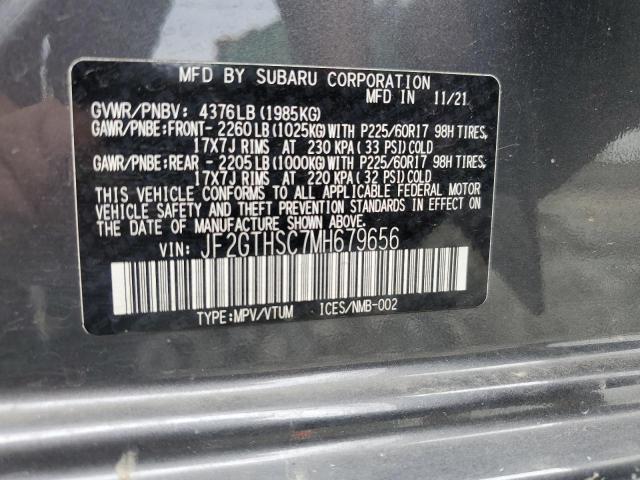 MFD BY SUBARU CORPORATION
MFD IN 11/21
GVWR/PNBV: 4376LB(1985KG)
GAWR/PNBE:FRONT- 2260LB(1025KG)WITH P225/60R17 98H TIRES,
17X7J RIMS AT 230 KPA( 33 PSI)COLD
GAWR/PNBE:REAR - 2205LB(1000KG)WITH P225/60R17 98H TIRES,
17X7J RIMS AT 220 KPA( 32 PSI)COLD
THIS VEHICLE CONFORMS TO ALL APPLICABLE FEDERAL MOTOR
VEHICLE SAFETY AND THEFT PREVENTION STANDARDS IN EFFECT
ON THE DATE OF MANUFACTURE SHOWN ABOVE.
VIN: JF2GTHSC7MH679656
TYPE:MPV/VTUM ICES/NMB-002